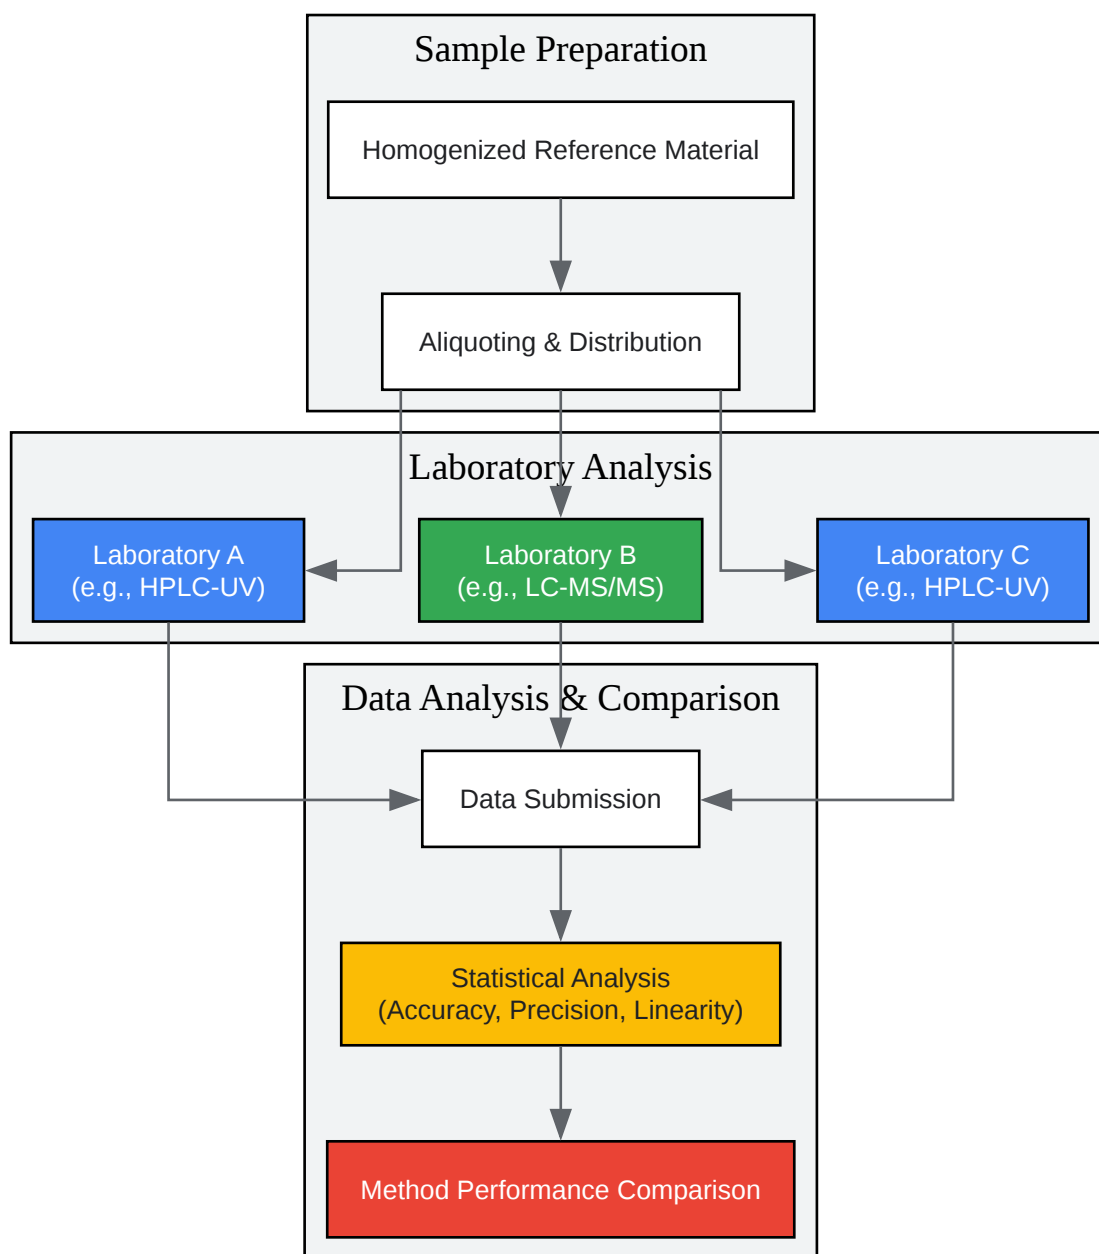 Sample Preparation
Homogenized Reference Material
Aliquoting & Distribution
Laboratory Analysis
Laboratory A
(e.g., HPLC-UV)
Laboratory B
(e.g., LC-MS/MS)
Laboratory C
(e.g., HPLC-UV)
Data Analysis & Comparison
Data Submission
Statistical Analysis
(Accuracy, Precision, Linearity)
Method Performance Comparison